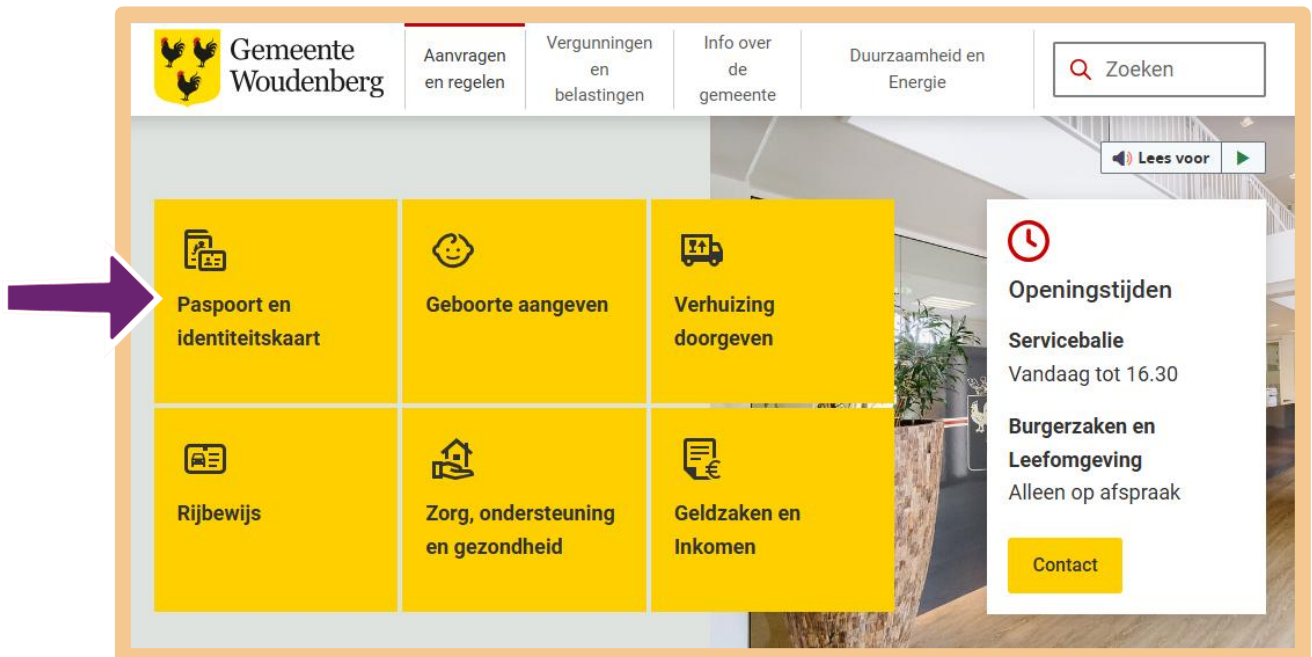 Gemeente
Woudenberg
Aanvragen
en regelen
Vergunningen
en
belastingen
Info over
de
gemeente
Duurzaamheid en
Energie
Zoeken
Lees voor
Paspoort en
identiteitskaart
Geboorte aangeven
Verhuizing
doorgeven
Rijbewijs
Zorg, ondersteuning
en gezondheid
Geldzaken en
Inkomen
Openingstijden
Servicebalie
Vandaag tot 16.30
Burgerzaken en
Leefomgeving
Alleen op afspraak
Contact